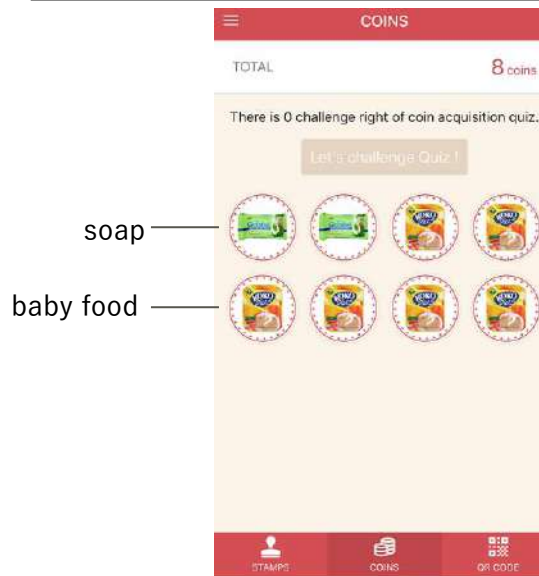 COINS
TOTAL
8 coins
There is 0 challenge right of coin acquisition quiz.
Let's challenge Quiz !
soap
baby food
STAMPS
COINS
QR CODE